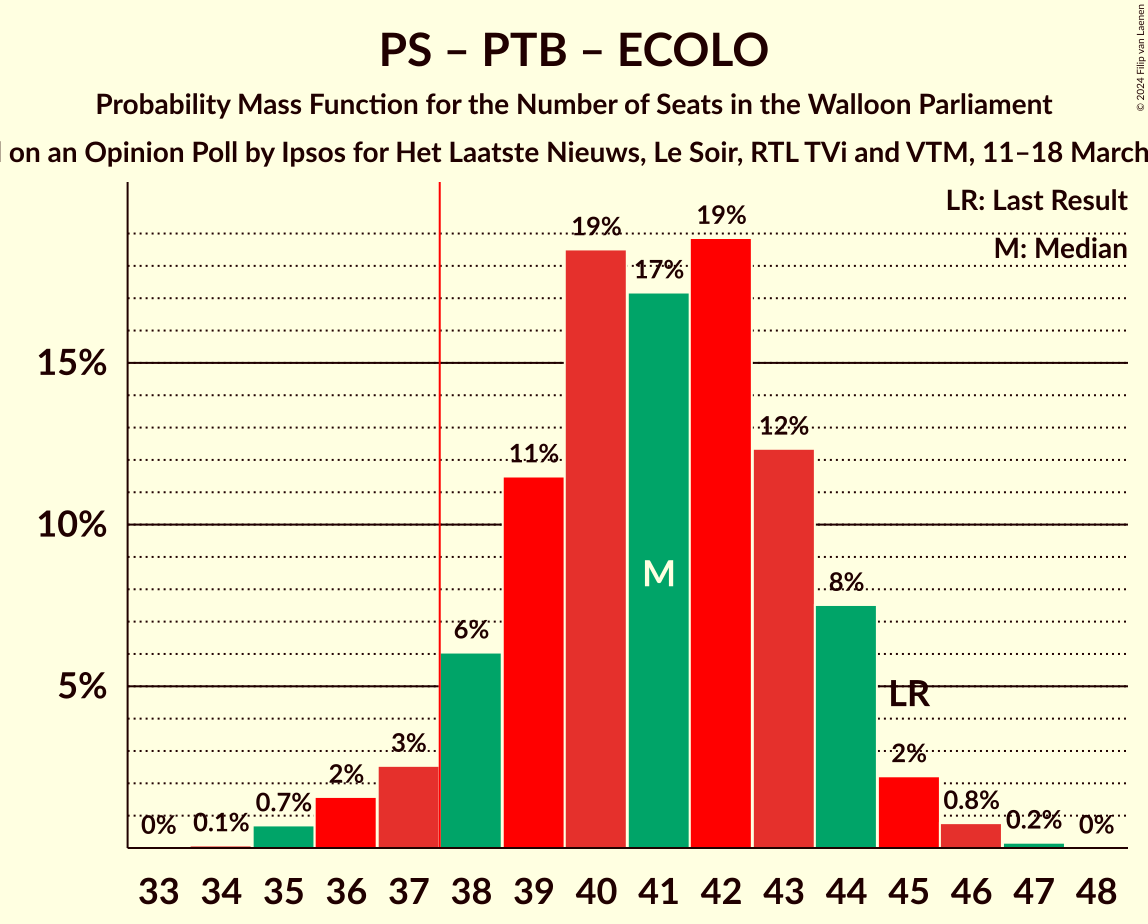 PS – PTB – ECOLO
Probability Mass Function for the Number of Seats in the Walloon Parliament
on an Opinion Poll by Ipsos for Het Laatste Nieuws, Le Soir, RTL TVi and VTM, 11–18 March
© 2024 Filip van Laenen
LR: Last Result
M: Median
15%
10%
5%
0%
0.1%
0.7%
2%
3%
6%
11%
19%
17%
19%
12%
8%
2%
0.8%
0.2%
0%
M
LR
33 34 35 36 37 38 39 40 41 42 43 44 45 46 47 48